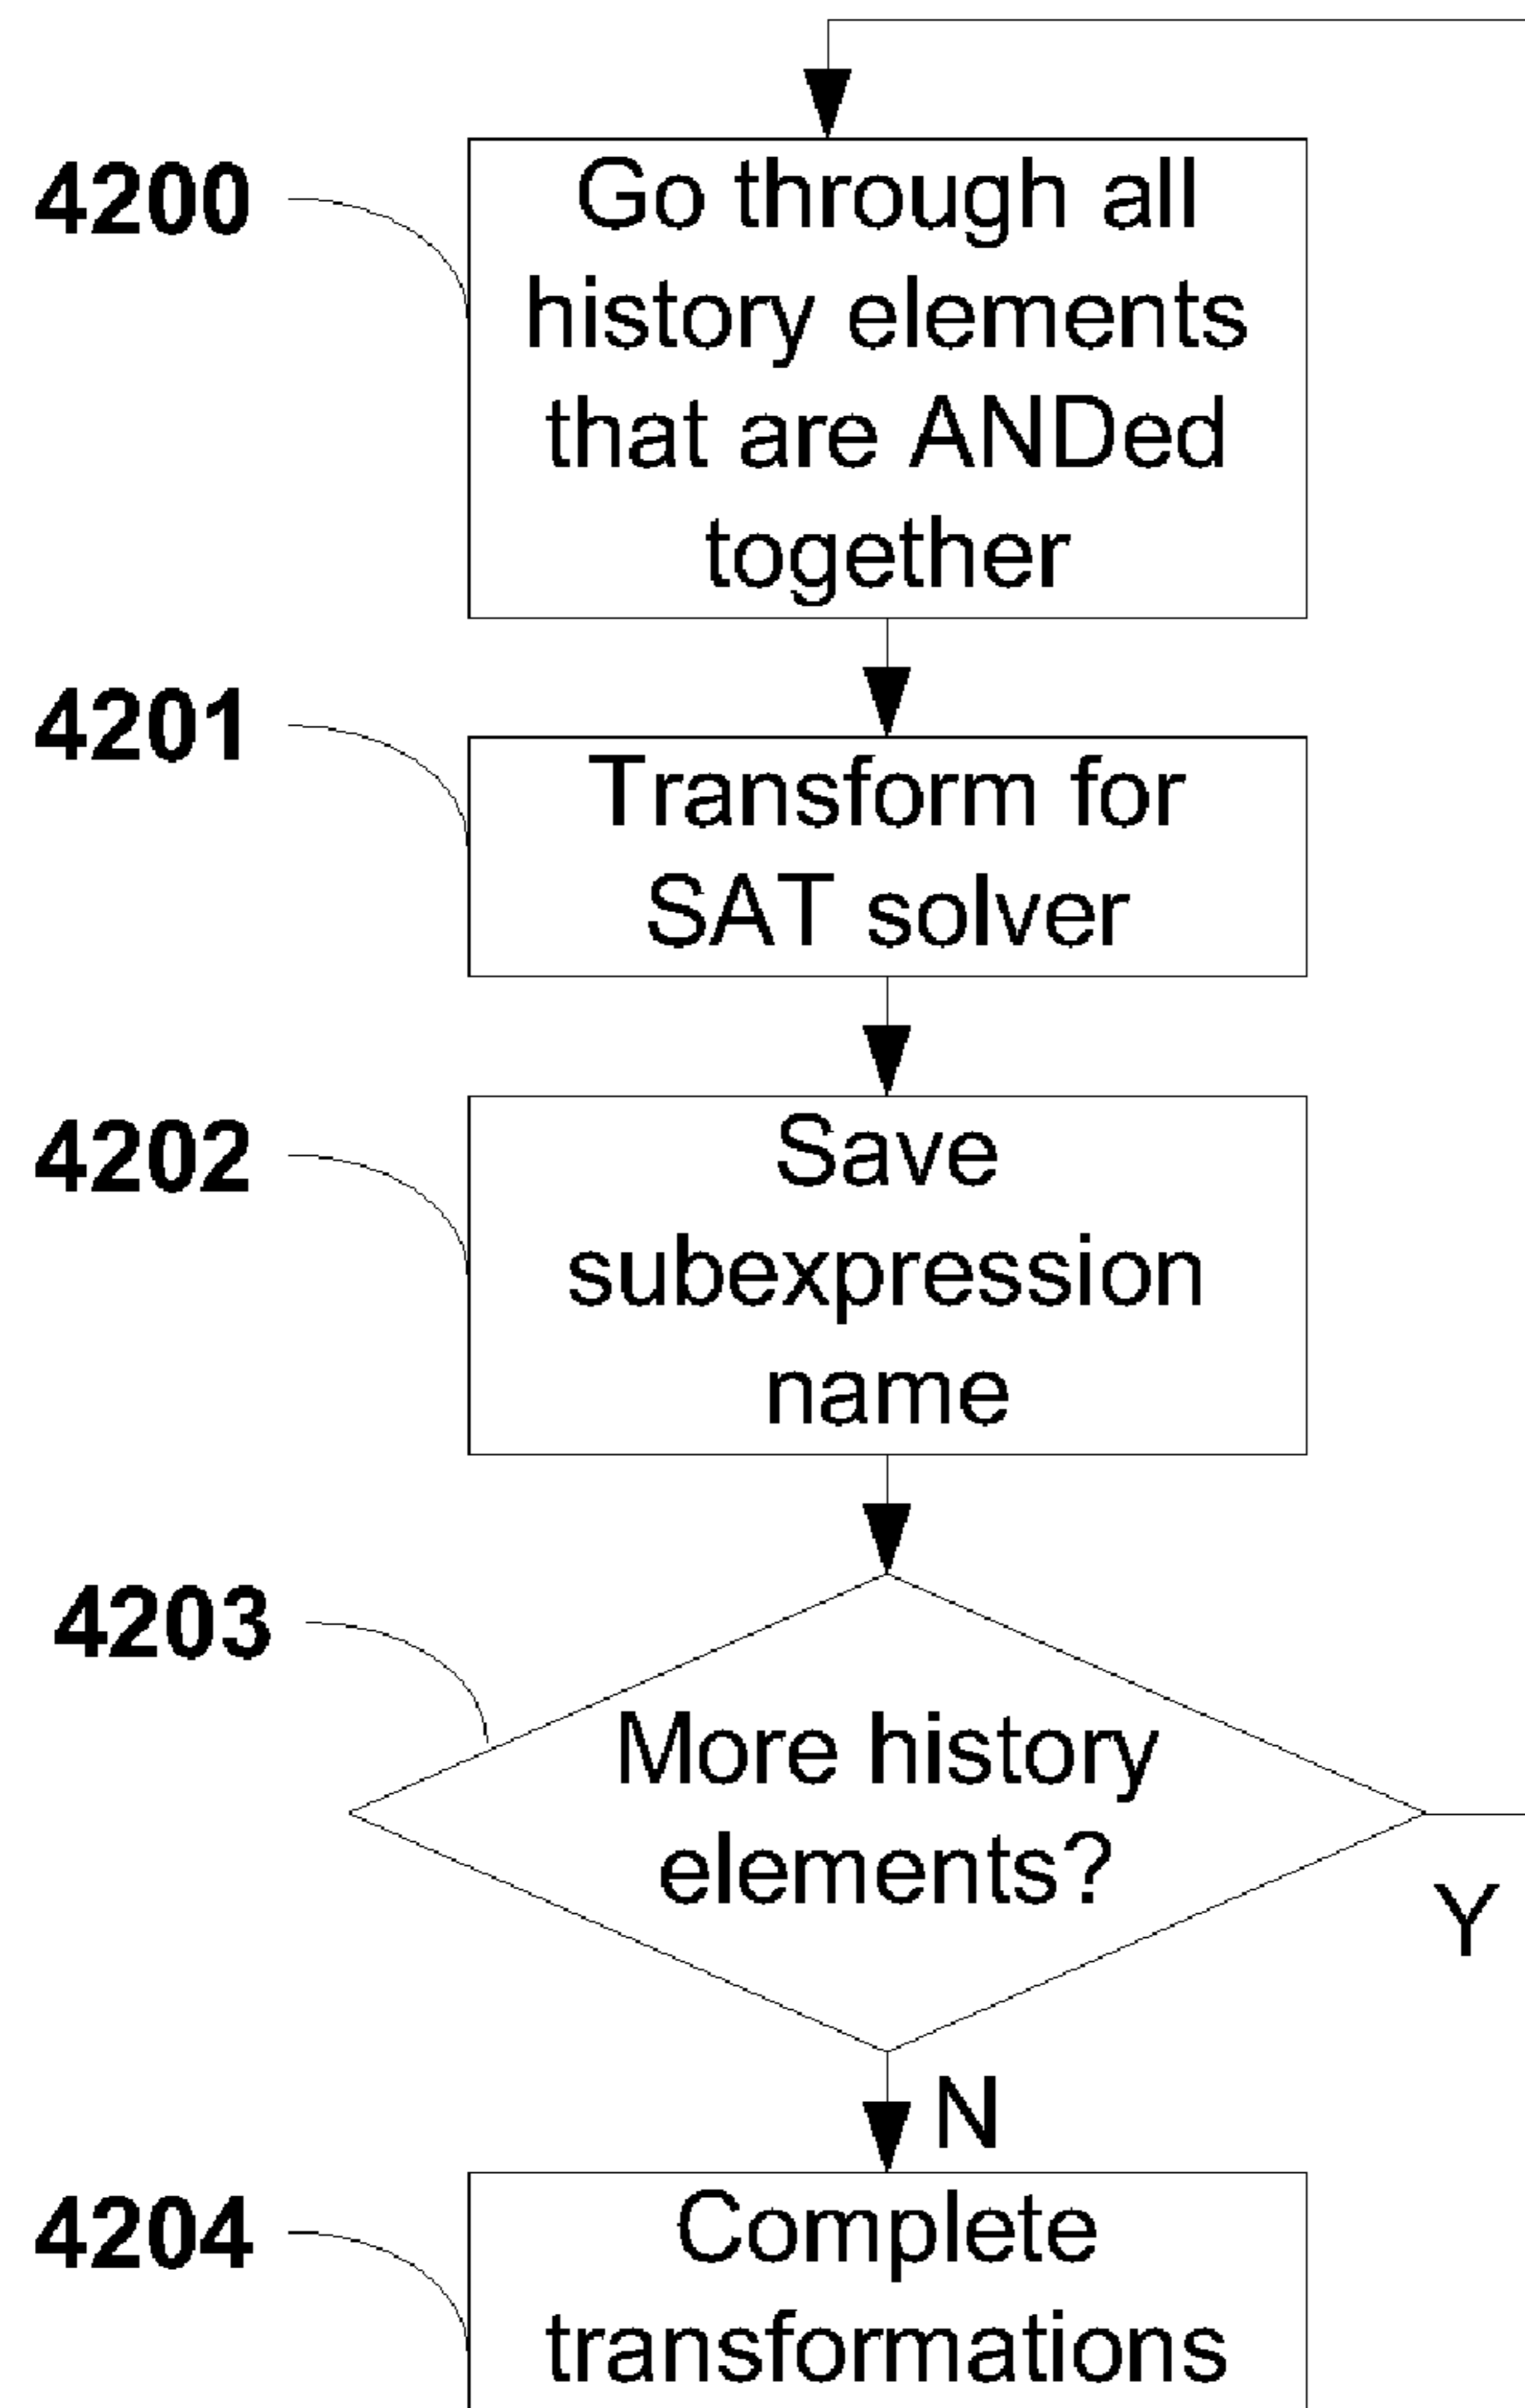 4200
Go through all
history elements
that are ANDed
together
4201
Transform for
SAT solver
4202
Save
subexpression
name
4203
More history
elements?
Y
N
4204
Complete
transformations